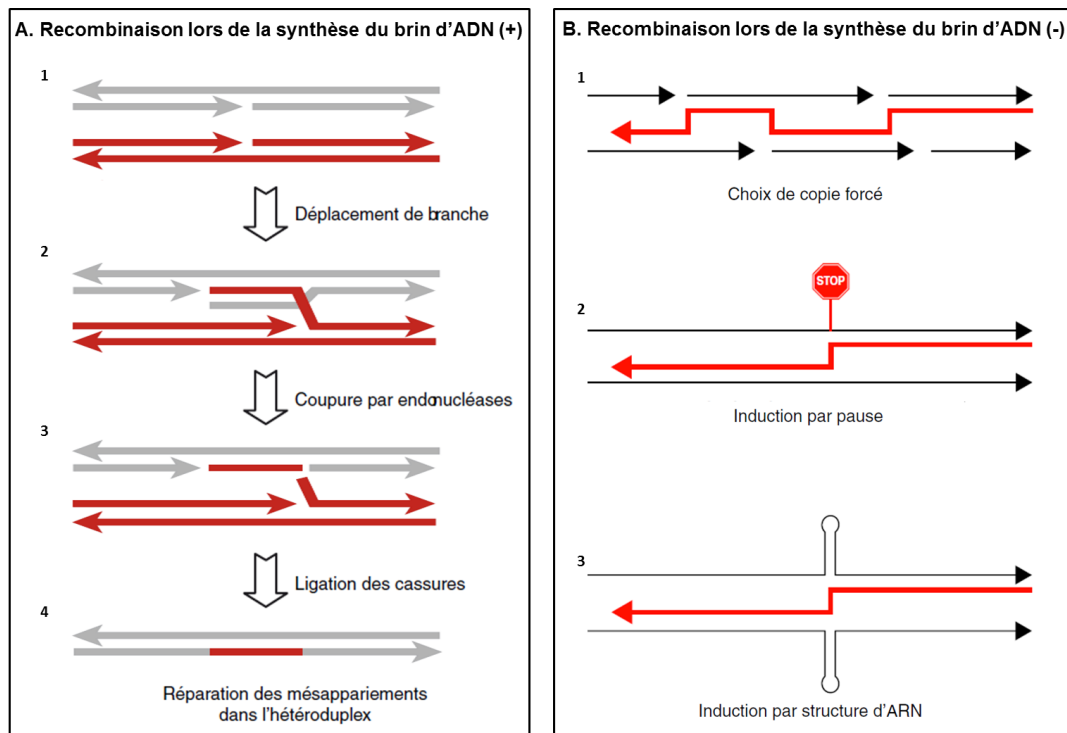 A. Recombinaison lors de la synthèse du brin d'ADN (+)
1
Déplacement de branche
2
Coupure par endonucléases
3
Ligation des cassures
4
Réparation des mésappariements
dans l'hétéroduplex
B. Recombinaison lors de la synthèse du brin d'ADN (-)
1
Choix de copie forcé
STOP
2
Induction par pause
3
Induction par structure d'ARN